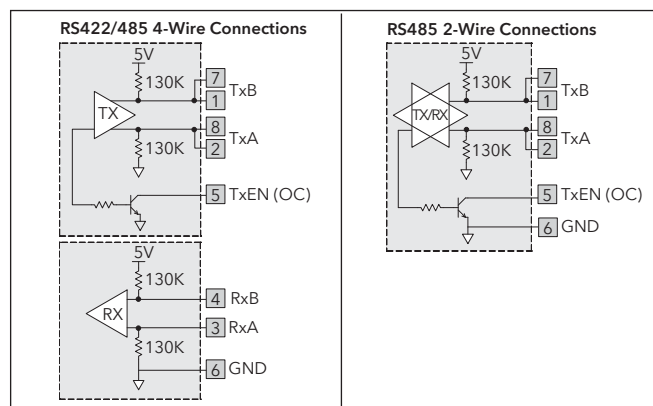 RS422/485 4-Wire Connections
5V
130K
7
TxB
1
TX
8
TxA
130K
2
5 TxEN (OC)
5V
130K
4 RxB
RX
3 RxA
130K
6 GND
RS485 2-Wire Connections
5V
130K
7
TxB
1
TX/RX
8
TxA
130K
2
5 TxEN (OC)
6 GND